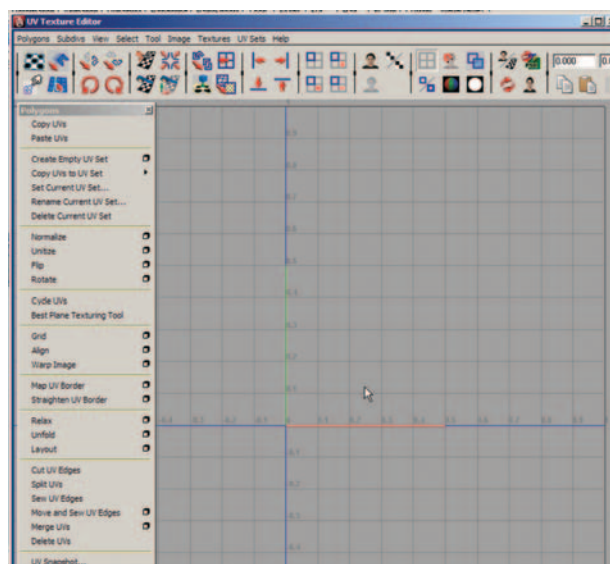 UV Texture Editor
Polygons Subdivs View Select Tool Image Textures UV Sets Help
0.000
Polygons
Copy UVs
Paste UVs
Create Empty UV Set
Copy UVs to UV Set
Set Current UV Set...
Rename Current UV Set...
Delete Current UV Set
Normalize
Unitize
Flip
Rotate
Cycle UVs
Best Plane Texturing Tool
Grid
Align
Warp Image
Map UV Border
Straighten UV Border
Relax
Unfold
Layout
Cut UV Edges
Split UVs
Sew UV Edges
Move and Sew UV Edges
Merge UVs
Delete UVs
UV Snapshot...